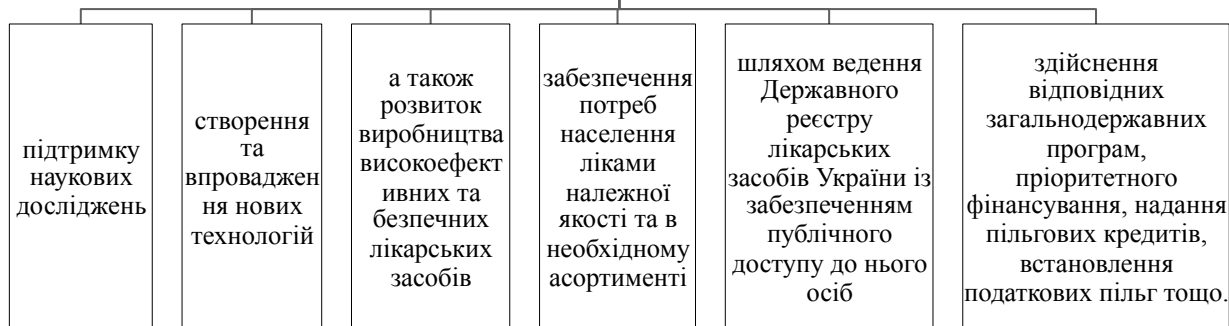 підтримку
наукових
досліджень
створення
та
впроваджен
ня нових
технологій
а також
розвиток
виробництва
високоефект
ивних та
безпечних
лікарських
засобів
забезпечення
потреб
населення
ліками
належної
якості та в
необхідному
асортименті
шляхом ведення
Державного
реєстру
лікарських
засобів України із
забезпеченням
публічного
доступу до нього
осіб
здійснення
відповідних
загальнодержавних
програм,
пріоритетного
фінансування, надання
пільгових кредитів,
встановлення
податкових пільг тощо.